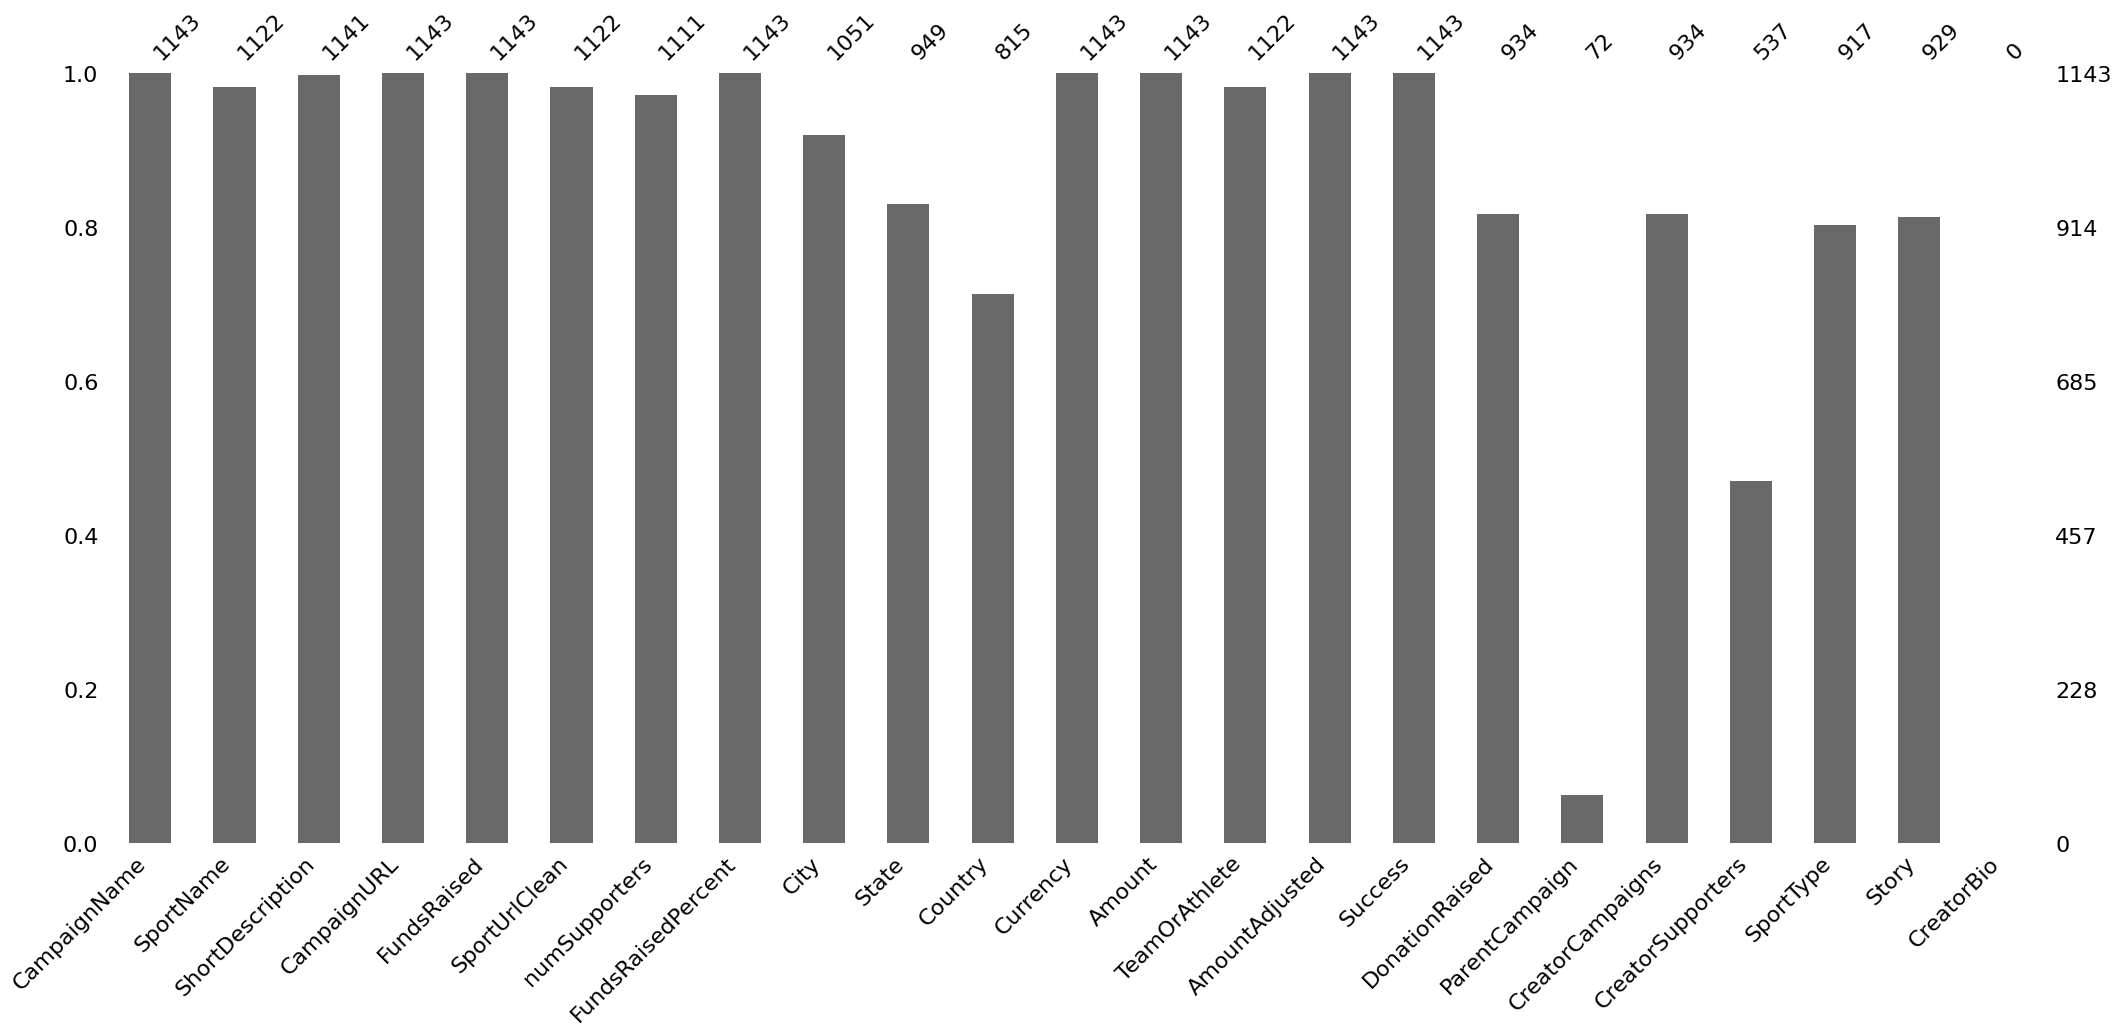 1143 1122 1141 1143 1143 1122 1111 1143 1051 949 815 1143 1143 1122 1143 1143 934 72 934 537 917 929 0
1.0 1143
0.8 914
0.6 685
0.4 457
0.2 228
0.0 0
CampaignName
SportName
ShortDescription
CampaignURL
FundsRaised
SportUrlClean
numSupporters
FundsRaisedPercent
City
State
Country
Currency
Amount
TeamOrAthlete
AmountAdjusted
Success
DonationRaised
ParentCampaign
CreatorCampaigns
CreatorSupporters
SportType
Story
CreatorBio